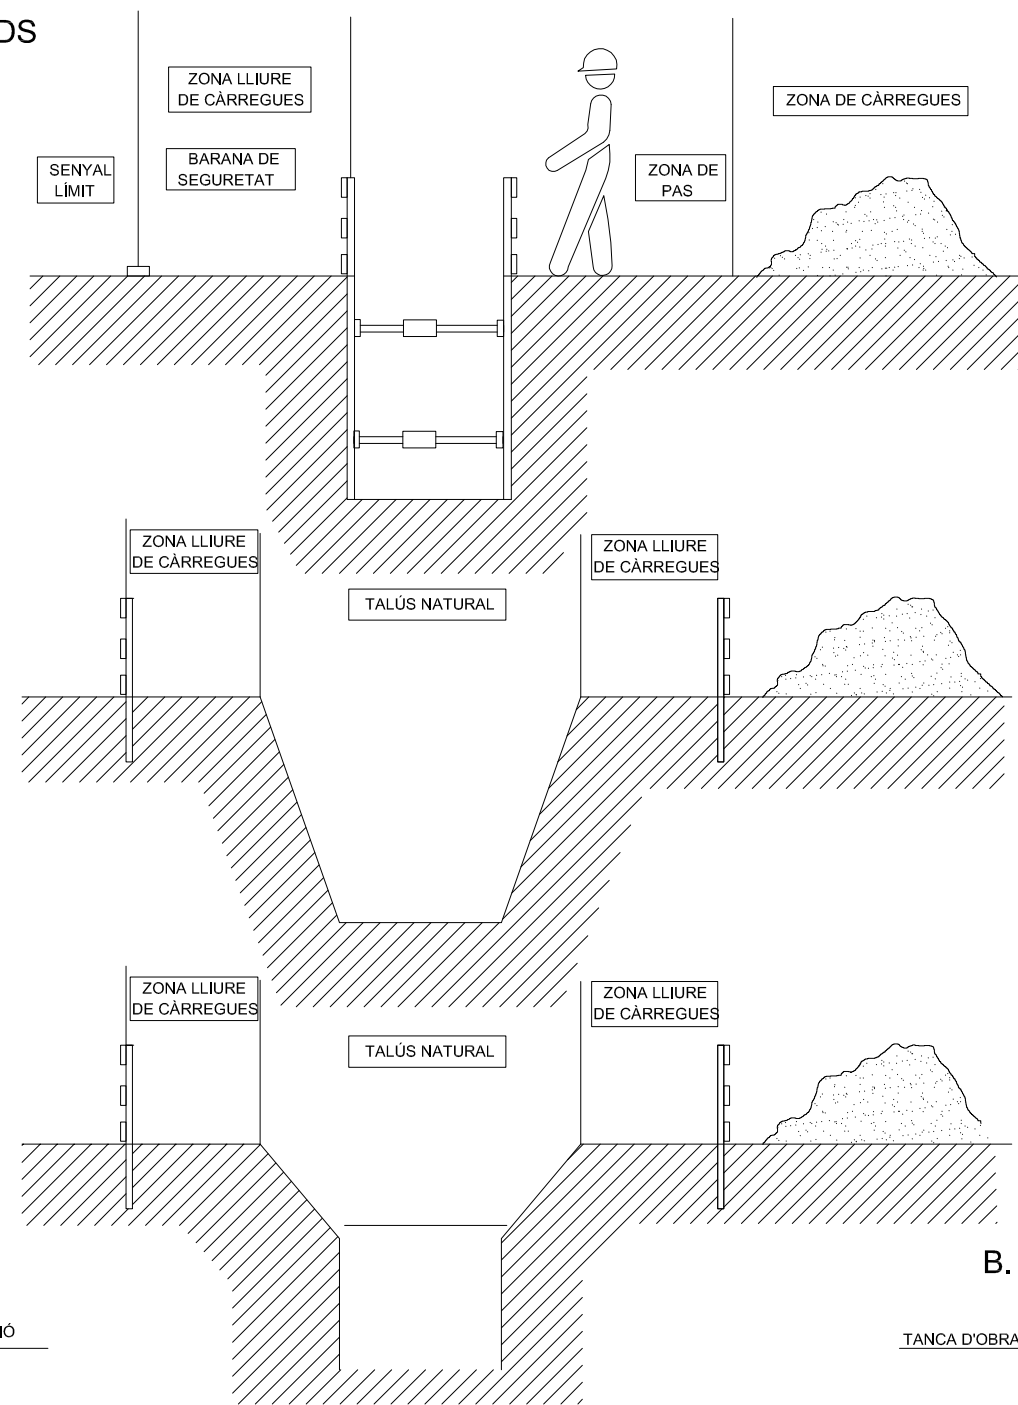 DS
ZONA LLIURE
DE CÀRREGUES
ZONA DE CÀRREGUES
SENYAL
LÍMIT
BARANA DE
SEGURETAT
ZONA DE
PAS
ZONA LLIURE
DE CÀRREGUES
ZONA LLIURE
DE CÀRREGUES
TALÚS NATURAL
ZONA LLIURE
DE CÀRREGUES
ZONA LLIURE
DE CÀRREGUES
TALÚS NATURAL
B.
IÓ
TANCA D'OBRA